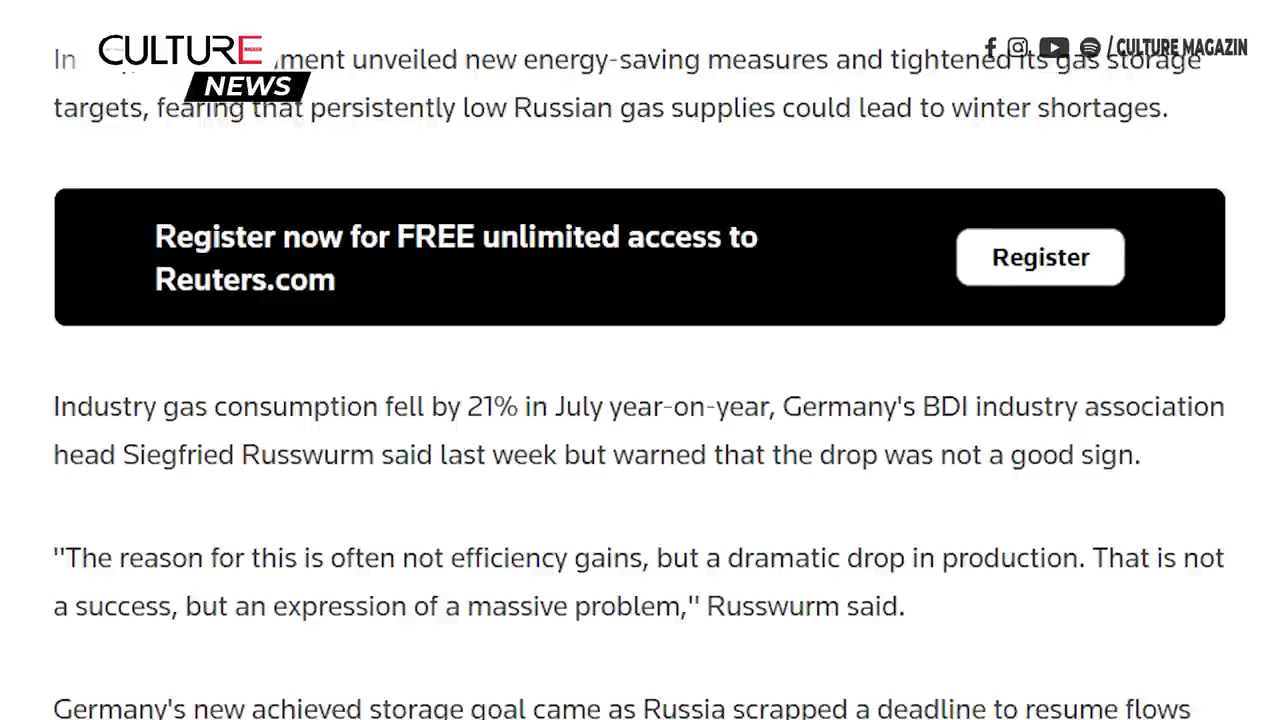 CULTURE
NEWS
/ CULTURE MAGAZIN
In unveiled new energy-saving measures and tightened its gas storage
targets, fearing that persistently low Russian gas supplies could lead to winter shortages.
Register now for FREE unlimited access to
Reuters.com
Register
Industry gas consumption fell by 21% in July year-on-year, Germany's BDI industry association
head Siegfried Russwurm said last week but warned that the drop was not a good sign.
"The reason for this is often not efficiency gains, but a dramatic drop in production. That is not
a success, but an expression of a massive problem," Russwurm said.
Germany's new achieved storage goal came as Russia scrapped a deadline to resume flows